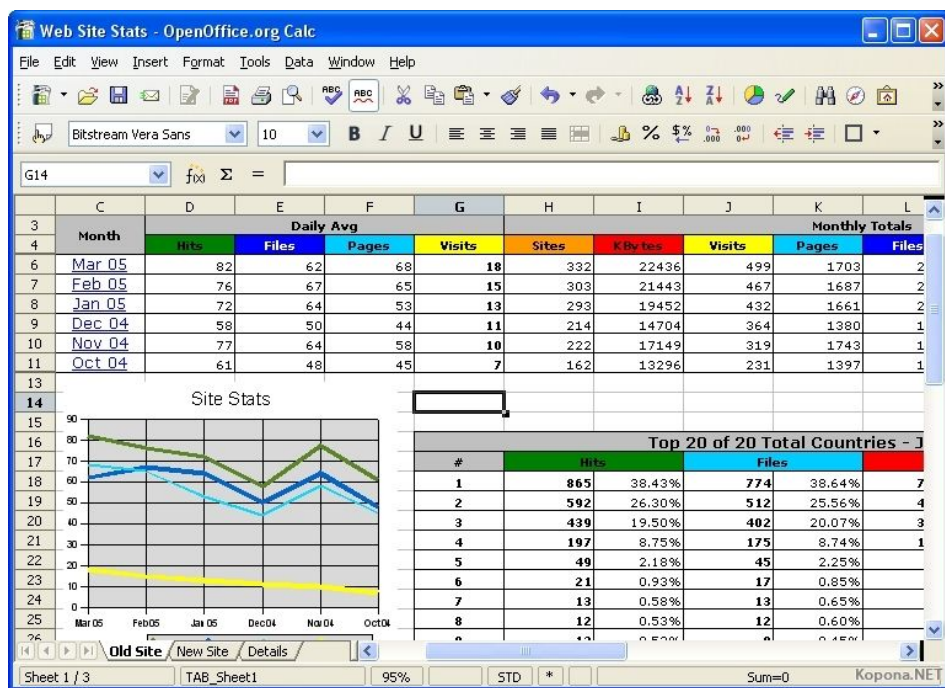 Web Site Stats - OpenOffice.org Calc
File Edit View Insert Format Tools Data Window Help
Bitstream Vera Sans 10 B I U
G14 f(x) Σ =
C D E F G H I J K L
3 Month Daily Avg Monthly Totals
4 Hits Files Pages Visits Sites KBytes Visits Pages Files
6 Mar 05 82 62 68 18 332 22436 499 1703 2
7 Feb 05 76 67 65 15 303 21443 467 1687 2
8 Jan 05 72 64 53 13 293 19452 432 1661 2
9 Dec 04 58 50 44 11 214 14704 364 1380 1
10 Nov 04 77 64 58 10 222 17149 319 1743 1
11 Oct 04 61 48 45 7 162 13296 231 1397 1
13
14 Site Stats
15 90
16 80 Top 20 of 20 Total Countries - J
17 70 # Hits Files
18 60 1 865 38.43% 774 38.64% 7
19 50 2 592 26.30% 512 25.56% 4
20 40 3 439 19.50% 402 20.07% 3
21 30 4 197 8.75% 175 8.74% 1
22 20 5 49 2.18% 45 2.25%
23 10 6 21 0.93% 17 0.85%
24 0 7 13 0.58% 13 0.65%
25 Mar 05 Feb 05 Jan 05 Dec 04 Nov 04 Oct 04 8 12 0.53% 12 0.60%
26
Old Site New Site Details
Sheet 1 / 3 TAB_Sheet1 95% STD * Sum=0 Kopona.NET